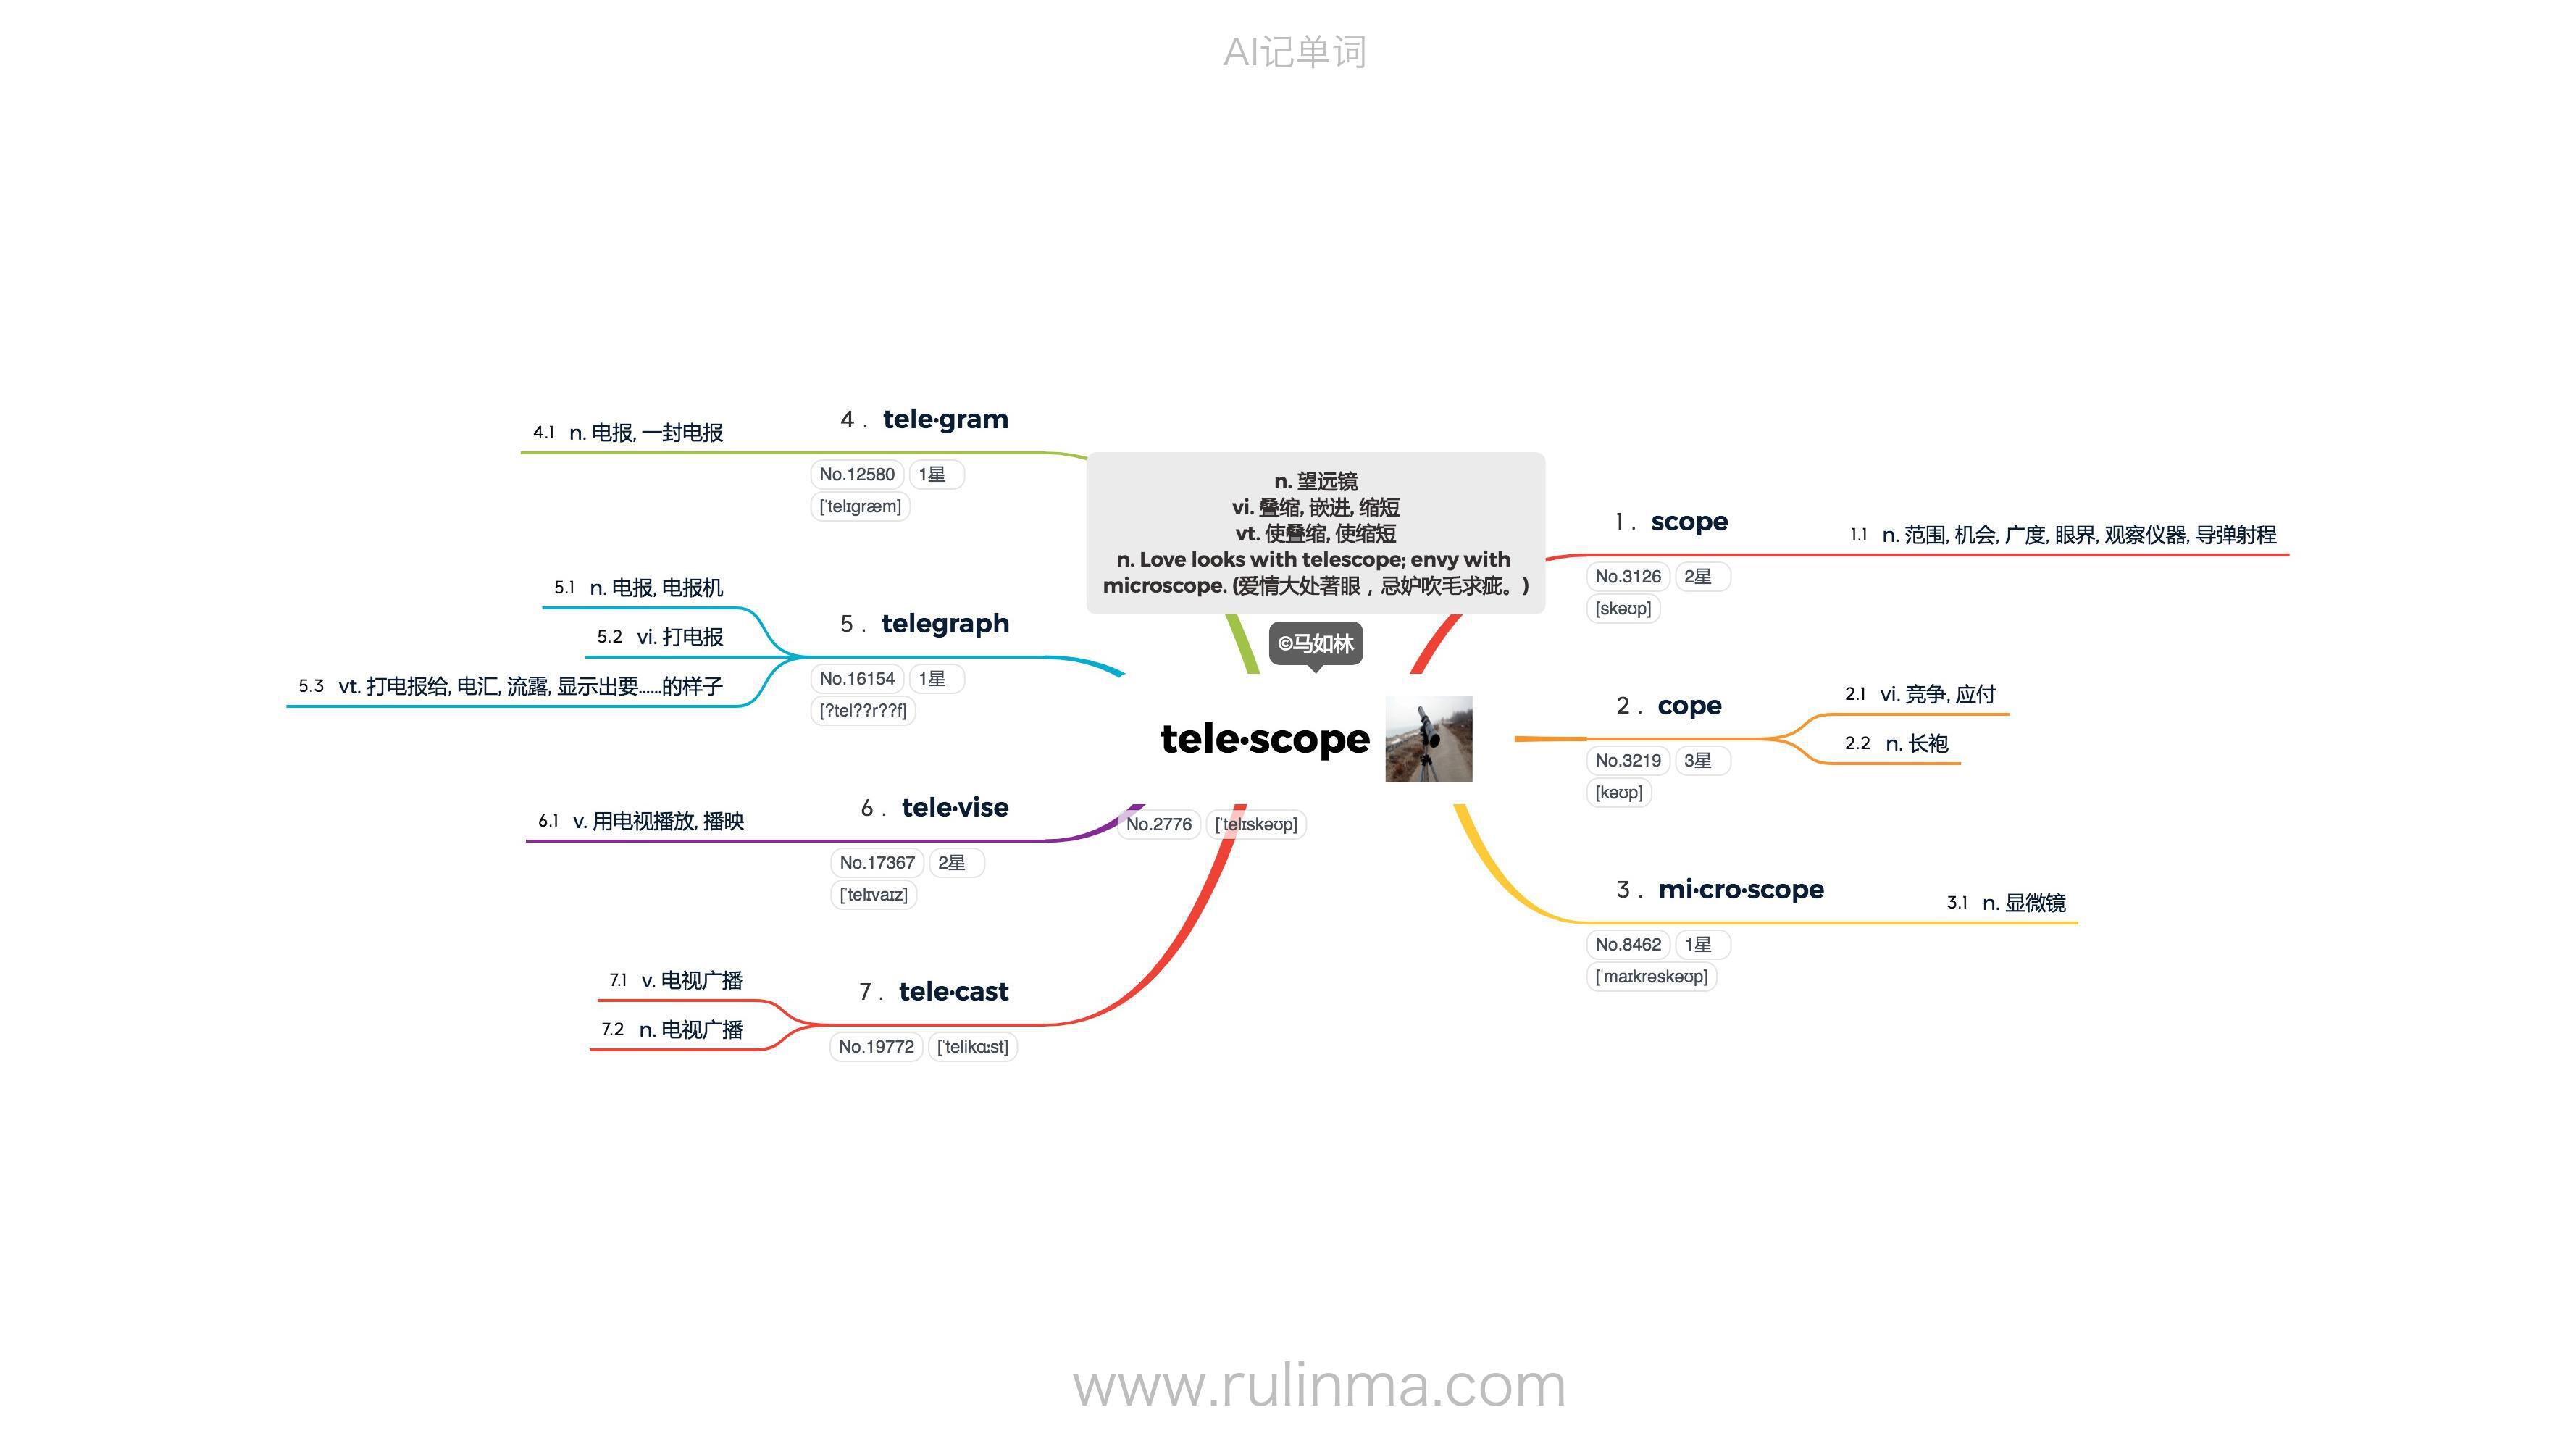 AI记单词
n. 望远镜
vi. 叠缩, 嵌进, 缩短
vt. 使叠缩, 使缩短
n. Love looks with telescope; envy with
microscope. (爱情大处著眼，忌妒吹毛求疵。)
©马如林
tele·scope
No.2776 [ˈtelɪskəʊp]
1. scope
No.3126 2星
[skəʊp]
1.1 n. 范围, 机会, 广度, 眼界, 观察仪器, 导弹射程
2. cope
No.3219 3星
[kəʊp]
2.1 vi. 竞争, 应付
2.2 n. 长袍
3. mi·cro·scope
No.8462 1星
[ˈmaɪkrəskəʊp]
3.1 n. 显微镜
4. tele·gram
No.12580 1星
[ˈtelɪgræm]
4.1 n. 电报, 一封电报
5. telegraph
No.16154 1星
[?tel??r??f]
5.1 n. 电报, 电报机
5.2 vi. 打电报
5.3 vt. 打电报给, 电汇, 流露, 显示出要……的样子
6. tele·vise
No.17367 2星
[ˈtelɪvaɪz]
6.1 v. 用电视播放, 播映
7. tele·cast
No.19772 [ˈtelikɑːst]
7.1 v. 电视广播
7.2 n. 电视广播
www.rulinma.com